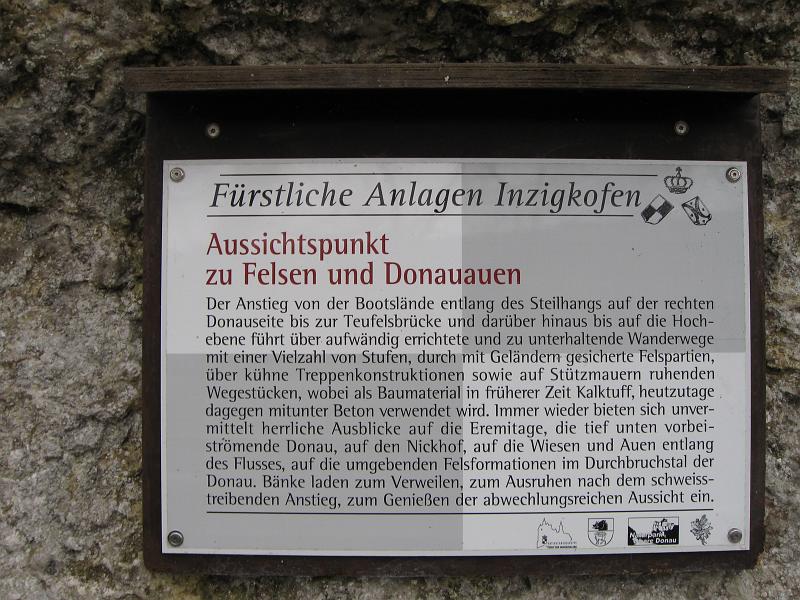 Fürstliche Anlagen Inzigkofen
Aussichtspunkt
zu Felsen und Donauauen
Der Anstieg von der Bootslände entlang des Steilhangs auf der rechten
Donauseite bis zur Teufelsbrücke und darüber hinaus bis auf die Hoch-
ebene führt über aufwändig errichtete und zu unterhaltende Wanderwege
mit einer Vielzahl von Stufen, durch mit Geländern gesicherte Felspartien,
über kühne Treppenkonstruktionen sowie auf Stützmauern ruhenden
Wegestücken, wobei als Baumaterial in früherer Zeit Kalktuff, heutzutage
dagegen mitunter Beton verwendet wird. Immer wieder bieten sich unver-
mittelt herrliche Ausblicke auf die Eremitage, die tief unten vorbei-
strömende Donau, auf den Nickhof, auf die Wiesen und Auen entlang
des Flusses, auf die umgebenden Felsformationen im Durchbruchstal der
Donau. Bänke laden zum Verweilen, zum Ausruhen nach dem schweiss-
treibenden Anstieg, zum Genießen der abwechlungsreichen Aussicht ein.
Naturpark
Obere Donau